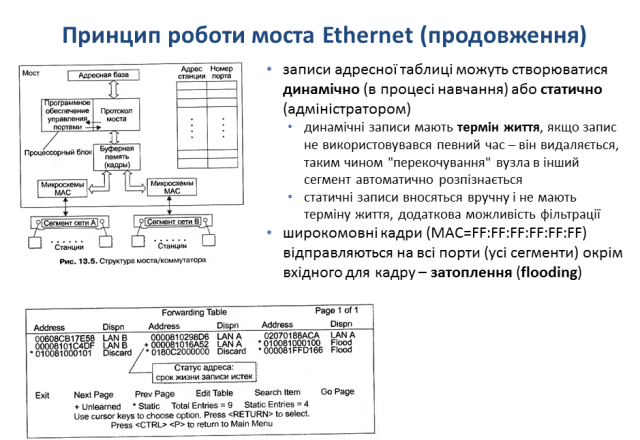 Принцип роботи моста Ethernet (продовження)
Мост
Адресная база
Адрес станции
Номер порта
Программное обеспечение управления портами
Протокол моста
Процессорный блок
Буферная память (кадры)
Микросхемы MAC
Микросхемы MAC
Сегмент сети А
Сегмент сети В
Станции
Станции
Рис. 13.5. Структура моста/коммутатора
• записи адресної таблиці можуть створюватися
динамічно (в процесі навчання) або статично
(адміністратором)
• динамічні записи мають термін життя, якщо запис
не використовувався певний час – він видаляється,
таким чином "перекочування" вузла в інший
сегмент автоматично розпізнається
• статичні записи вносяться вручну і не мають
терміну життя, додаткова можливість фільтрації
• широкомовні кадри (MAC=FF:FF:FF:FF:FF:FF)
відправляються на всі порти (усі сегменти) окрім
вхідного для кадру – затоплення (flooding)
Forwarding Table Page 1 of 1
Address Dispn Address Dispn Address Dispn
00608CB17E58 LAN B 0000810298D6 LAN A 02070188ACA LAN A
00008101C4DF LAN B + 000081016A52 LAN A * 010081000100 Flood
* 010081000101 Discard * 0180C2000000 Discard * 000081FFD166 Flood
Статус адреса:
срок жизни записи истек
Exit Next Page Prev Page Edit Table Search Item Go Page
+ Unlearned * Static Total Entries = 9 Static Entries = 4
Use cursor keys to choose option. Press <RETURN> to select.
Press <CTRL> <P> to return to Main Menu